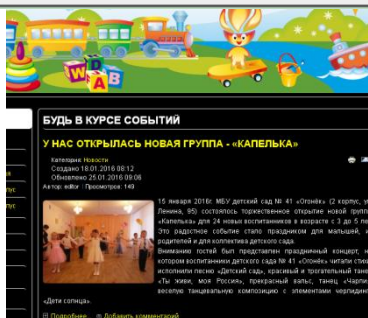 W D
A B
БУДЬ В КУРСЕ СОБЫТИЙ
У НАС ОТКРЫЛАСЬ НОВАЯ ГРУППА - «КАПЕЛЬКА»
Категория: Новости
Создано 18.01.2016 08:12
Обновлено 25.01.2016 09:06
Автор: editor | Просмотров: 149
15 января 2016г. МБУ детский сад № 41 «Огонёк» (2 корпус, ул
Ленина, 95) состоялось торжественное открытие новой групп
«Капелька» для 24 новых воспитанников в возрасте с 3 до 5 ле
Это радостное событие стало праздником для малышей, и
родителей и для коллектива детского сада.
Вниманию гостей был представлен праздничный концерт, н
котором воспитанники детского сада № 41 «Огонёк» читали стих
исполнили песню «Детский сад», красивый и трогательный тане
«Ты живи, моя Россия», прекрасный вальс, танец «Чарли
веселую танцевальную композицию с элементами черлидинг
«Дети солнца».
Подробнее... Добавить комментарий